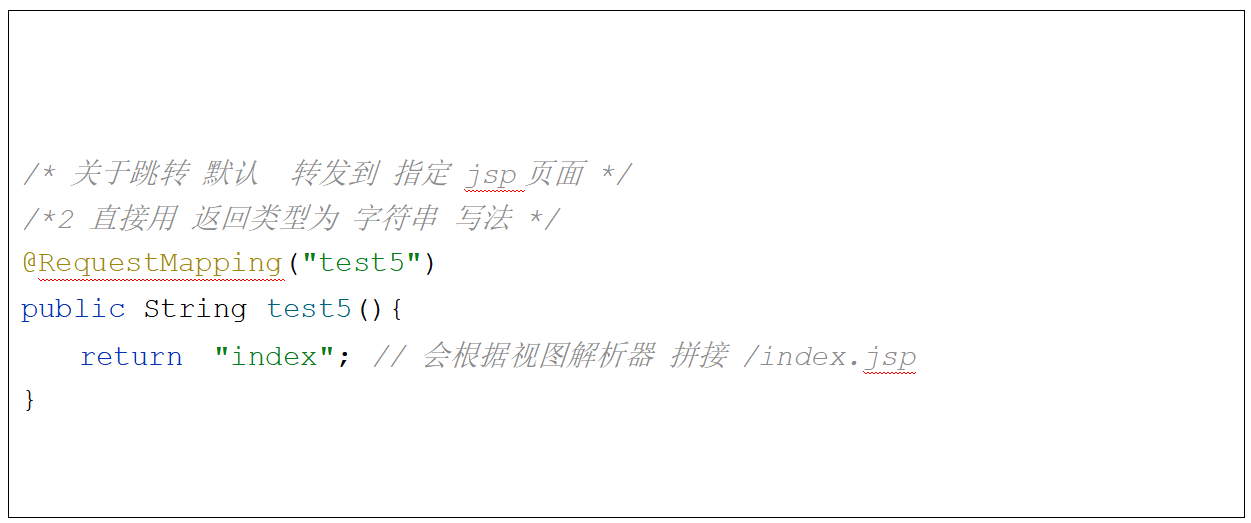 /* 关于跳转 默认  转发到 指定 jsp 页面 */
/*2 直接用 返回类型为 字符串 写法 */
@RequestMapping("test5")
public String test5(){
   return  "index"; // 会根据视图解析器 拼接 /index.jsp
}